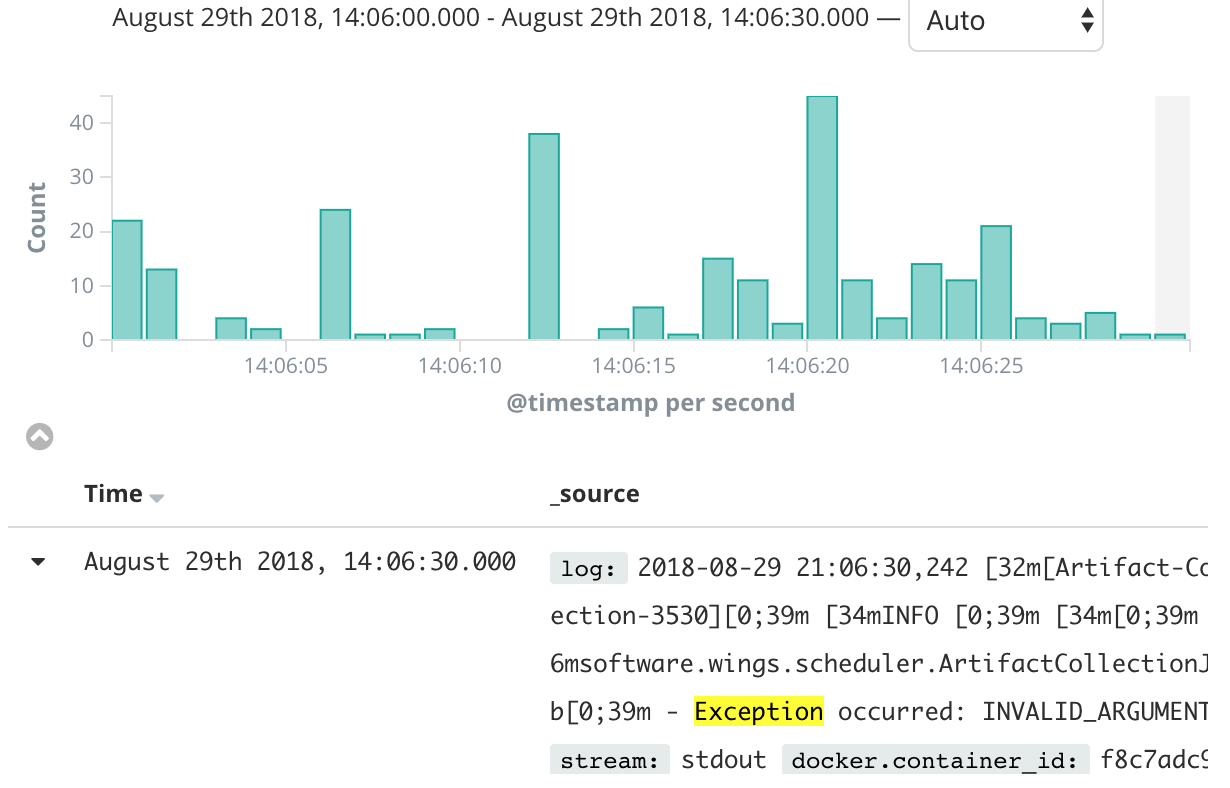 August 29th 2018, 14:06:00.000 - August 29th 2018, 14:06:30.000 — Auto
40
30
20
10
0
Count
14:06:05 14:06:10 14:06:15 14:06:20 14:06:25
@timestamp per second
Time _source
August 29th 2018, 14:06:30.000 log: 2018-08-29 21:06:30,242 [32m[Artifact-Co
ection-3530][0;39m [34mINFO [0;39m [34m[0;39m
6msoftware.wings.scheduler.ArtifactCollectionJ
b[0;39m - Exception occurred: INVALID_ARGUMENT
stream: stdout docker.container_id: f8c7adc9